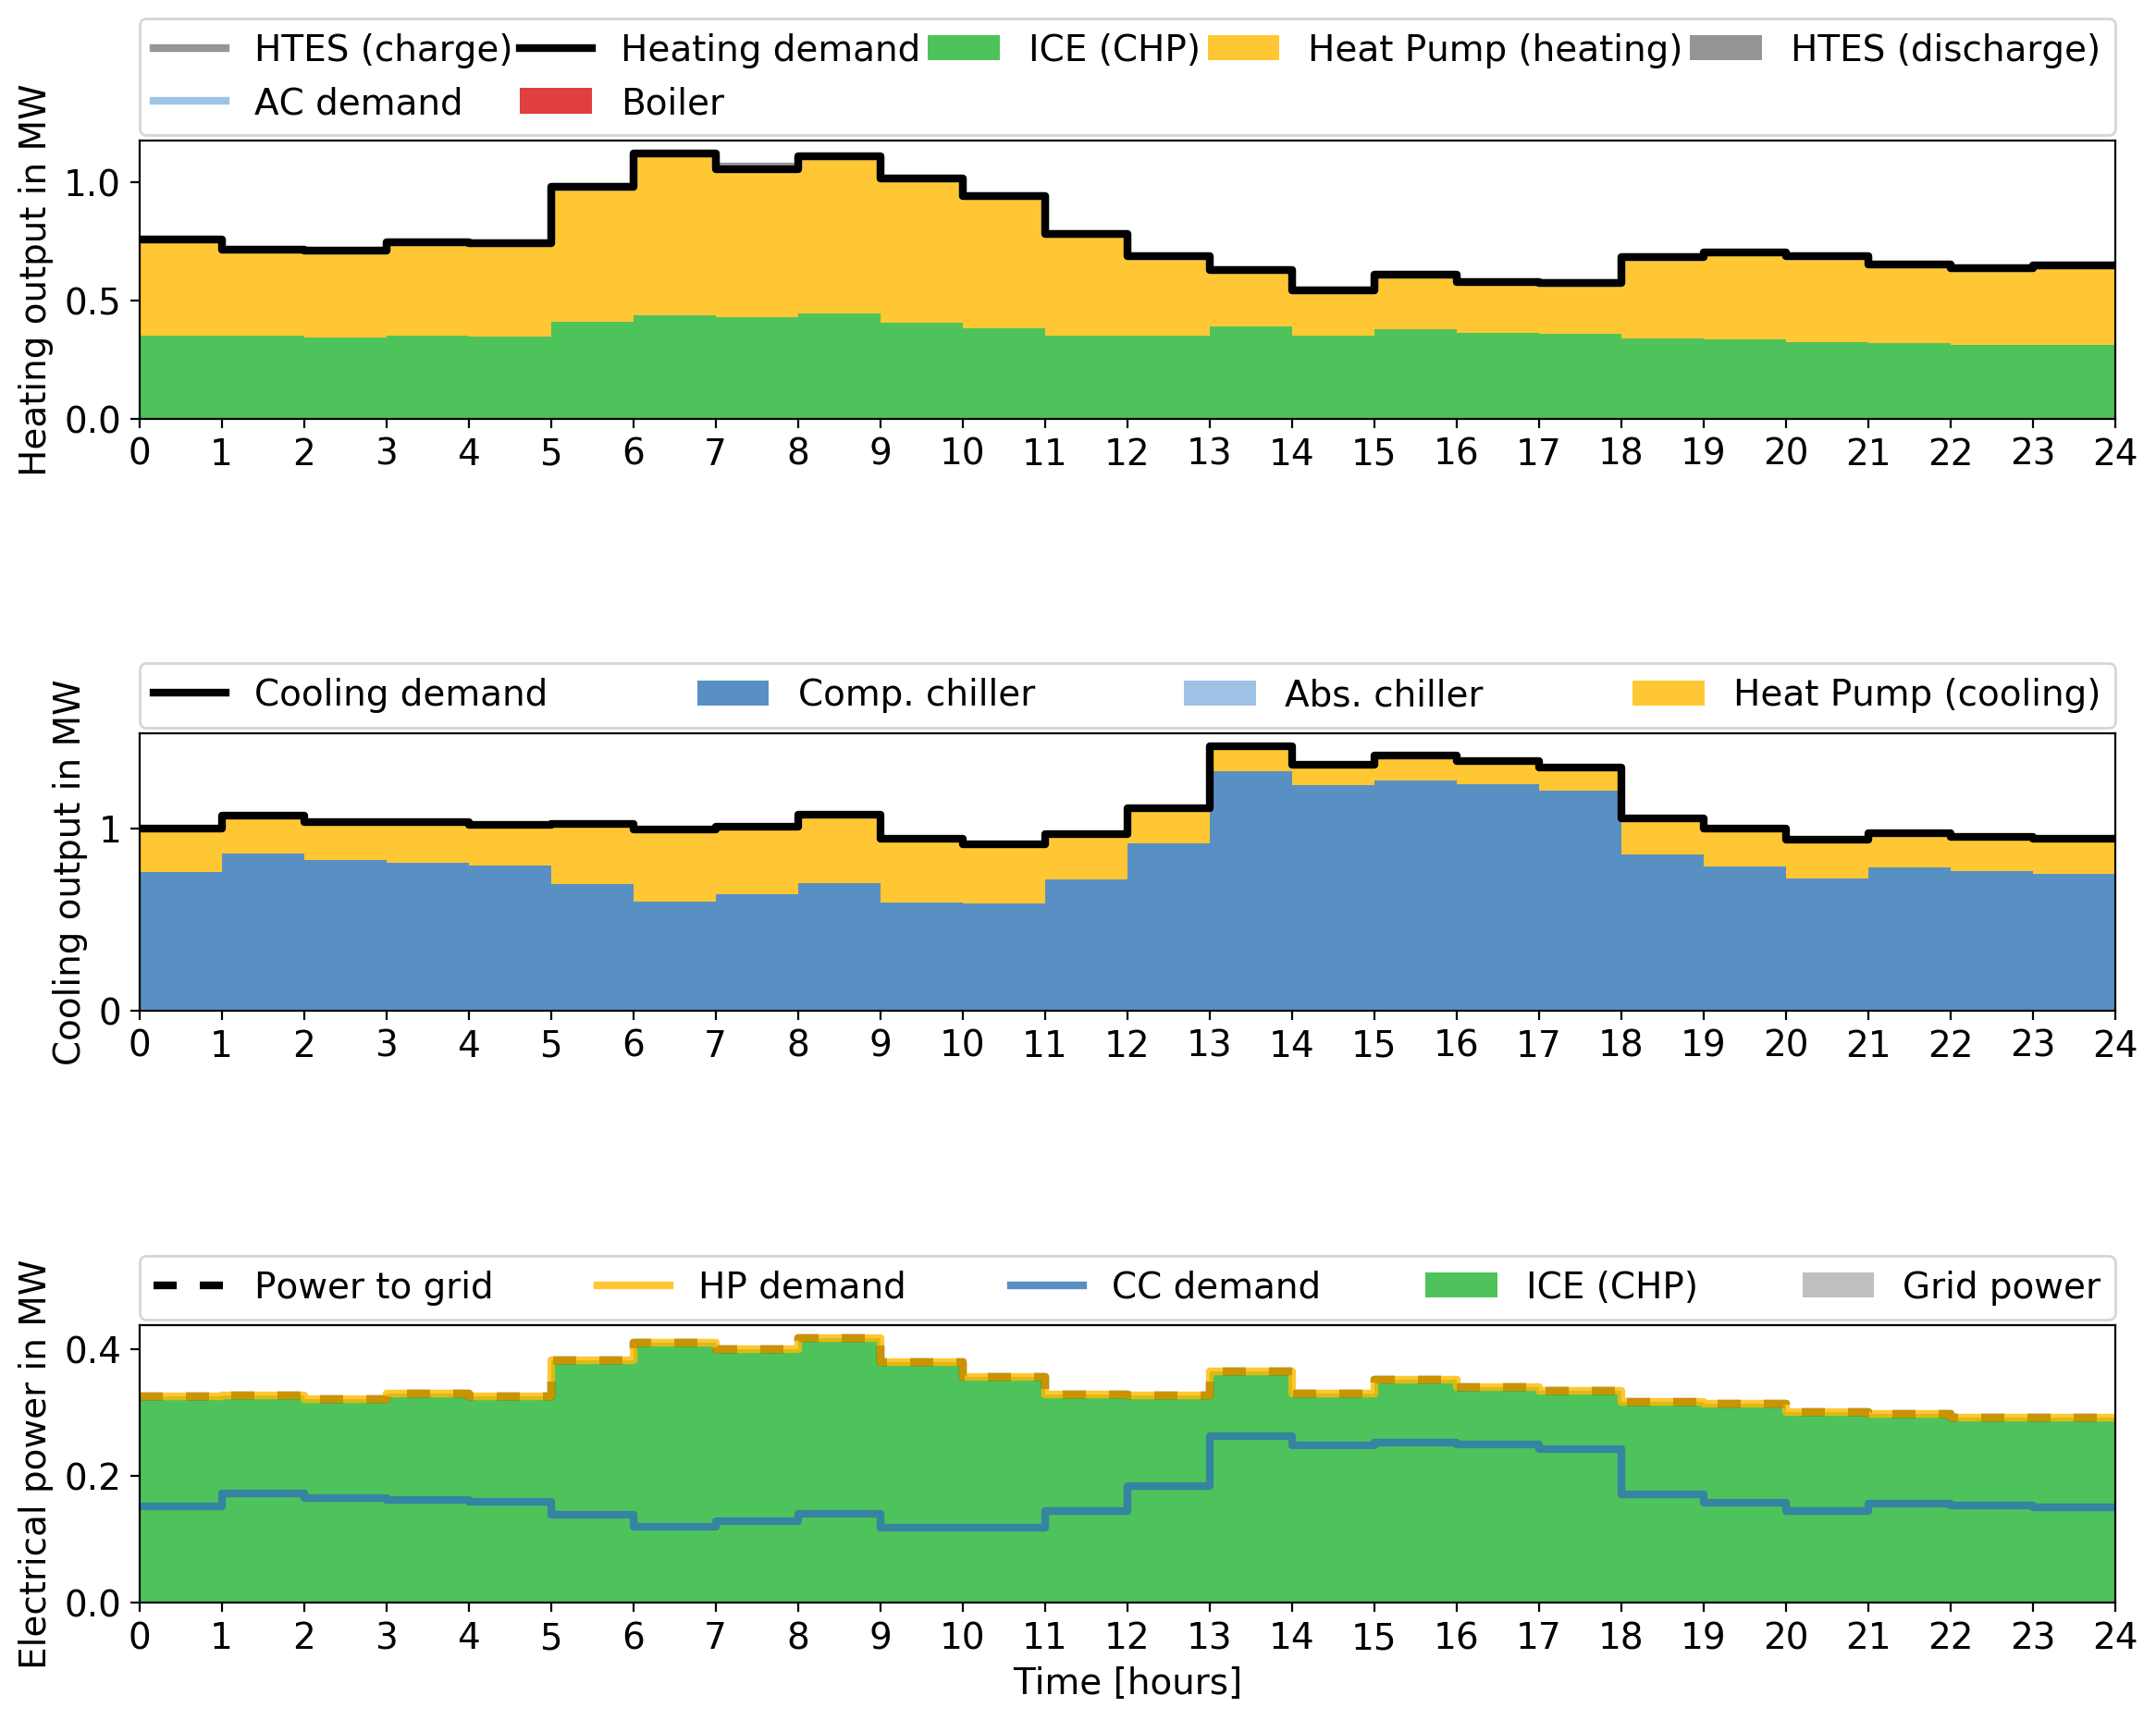 HTES (charge) Heating demand ICE (CHP) Heat Pump (heating) HTES (discharge)
AC demand Boiler
Heating output in MW
1.0
0.5
0.0
0 1 2 3 4 5 6 7 8 9 10 11 12 13 14 15 16 17 18 19 20 21 22 23 24
Cooling demand Comp. chiller Abs. chiller Heat Pump (cooling)
Cooling output in MW
1
0
0 1 2 3 4 5 6 7 8 9 10 11 12 13 14 15 16 17 18 19 20 21 22 23 24
Power to grid HP demand CC demand ICE (CHP) Grid power
Electrical power in MW
0.4
0.2
0.0
0 1 2 3 4 5 6 7 8 9 10 11 12 13 14 15 16 17 18 19 20 21 22 23 24
Time [hours]